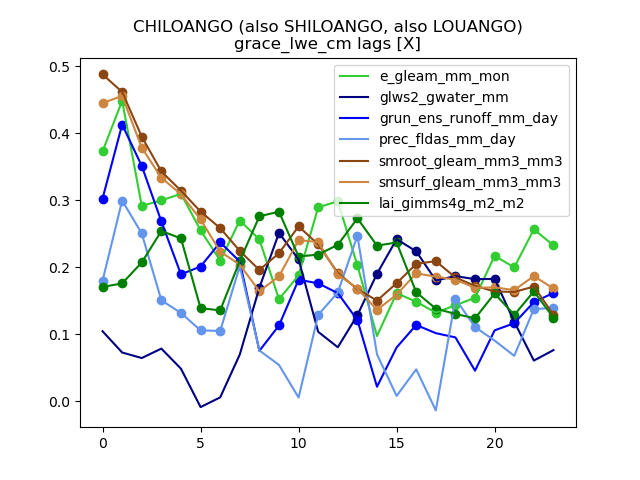 CHILOANGO (also SHILOANGO, also LOUANGO)
grace_lwe_cm lags [X]
e_gleam_mm_mon
glws2_gwater_mm
grun_ens_runoff_mm_day
prec_fldas_mm_day
smroot_gleam_mm3_mm3
smsurf_gleam_mm3_mm3
lai_gimms4g_m2_m2
0.5
0.4
0.3
0.2
0.1
0.0
0 5 10 15 20